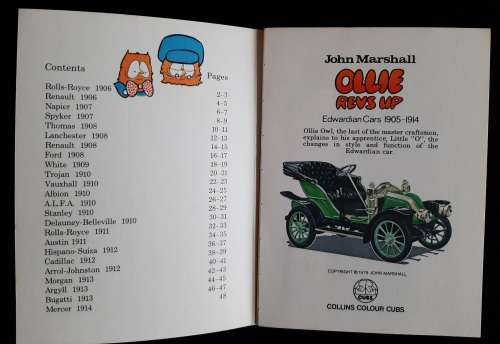 Contents
Pages
Rolls-Royce 1906 2–3
Renault 1906 4–5
Napier 1907 6–7
Spyker 1907 8–9
Thomas 1908 10–11
Lanchester 1908 12–13
Renault 1908 14–15
Ford 1908 16–17
White 1909 18–19
Trojan 1910 20–21
Vauxhall 1910 22–23
Albion 1910 24–25
A.L.F.A. 1910 26–27
Stanley 1910 28–29
Delauney-Belleville 1910 30–31
Rolls-Royce 1911 32–33
Austin 1911 34–35
Hispano-Suiza 1912 36–37
Cadillac 1912 38–39
Arrol-Johnston 1912 40–41
Morgan 1913 42–43
Argyll 1913 44–45
Bugatti 1913 46–47
Mercer 1914 48
John Marshall
OLLIE
REVS UP
Edwardian Cars 1905-1914
Ollie Owl, the last of the master craftsmen,
explains to his apprentice, Little "O", the
changes in style and function of the
Edwardian car.
COPYRIGHT © 1979 JOHN MARSHALL
CUBS
COLLINS COLOUR CUBS